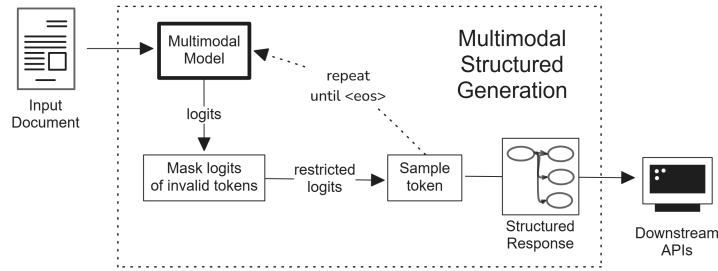 Input
Document
Multimodal
Model
logits
Mask logits
of invalid tokens
restricted
logits
Sample
token
repeat
until <eos>
Multimodal
Structured
Generation
Structured
Response
Downstream
APIs